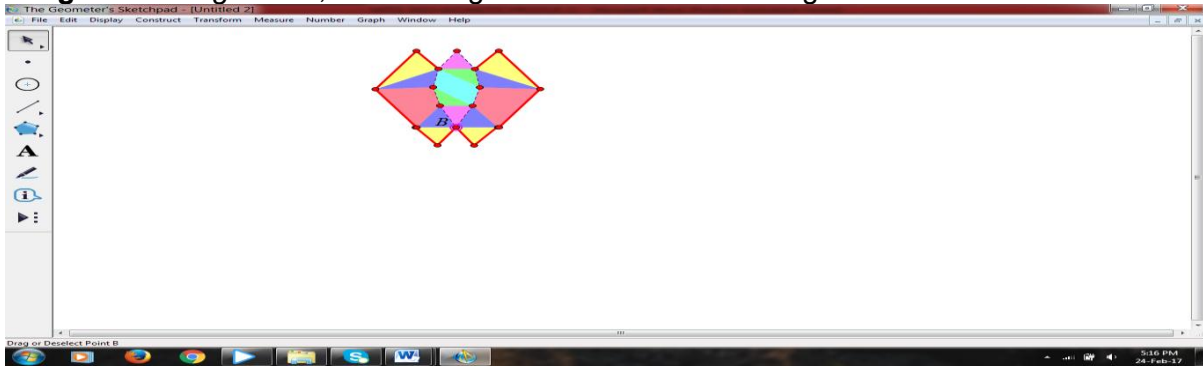 The Geometer's Sketchpad - [Untitled 2]
File Edit Display Construct Transform Measure Number Graph Window Help
A
B
Drag or Deselect Point B
5:16 PM
24-Feb-17